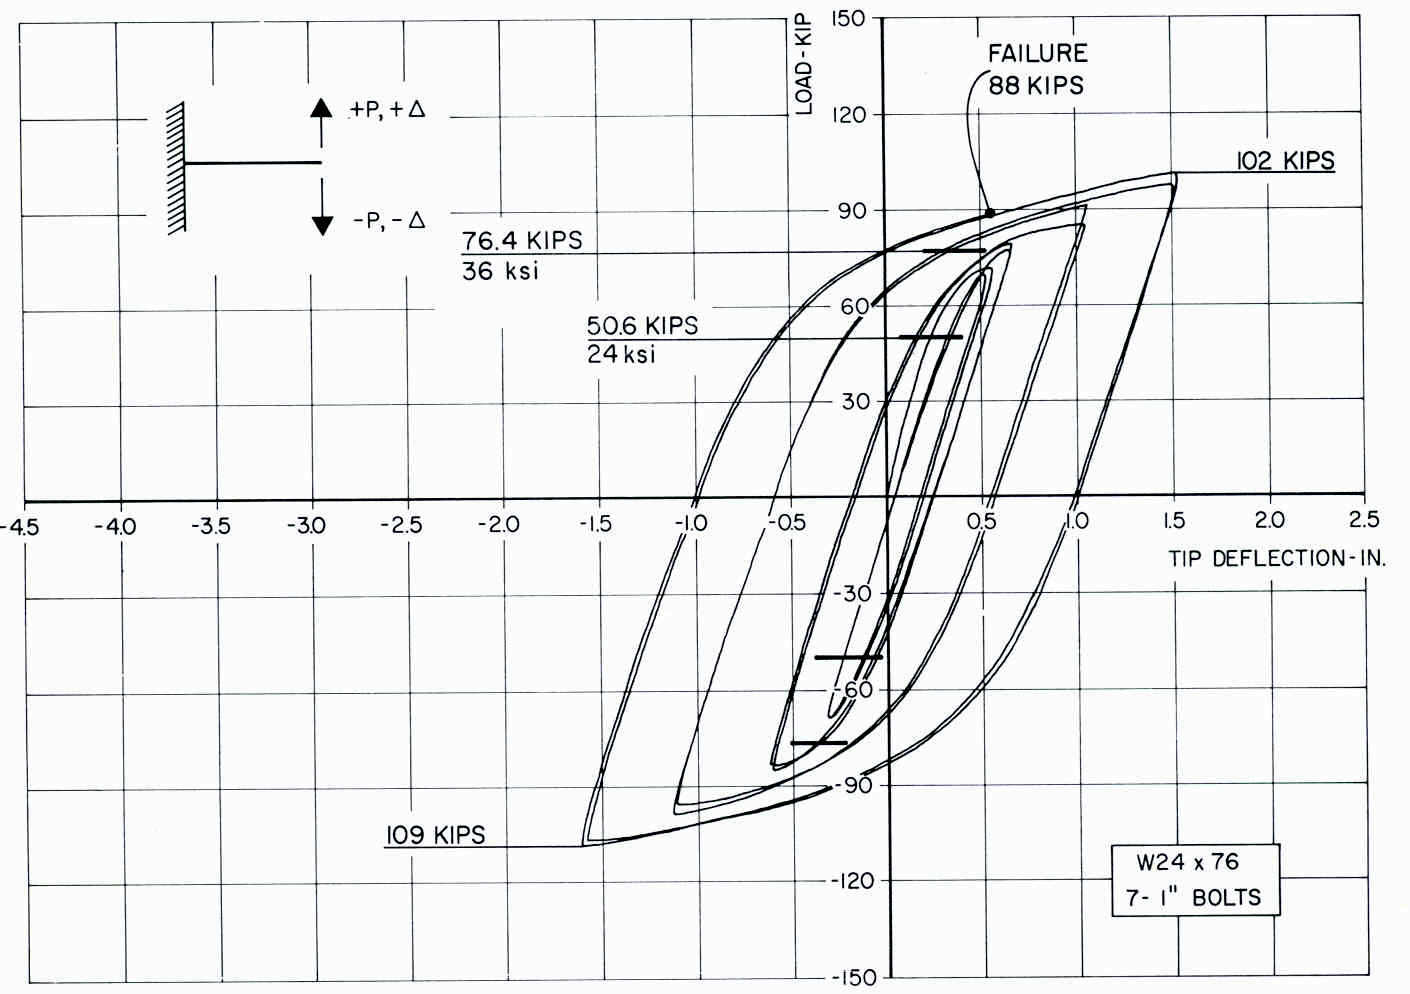 150
LOAD-KIP
FAILURE
88 KIPS
+P, +Δ
120
102 KIPS
-P, -Δ
90
76.4 KIPS
36 ksi
60
50.6 KIPS
24 ksi
30
-4.5 -4.0 -3.5 -3.0 -2.5 -2.0 -1.5 -1.0 -0.5 0.5 1.0 1.5 2.0 2.5
TIP DEFLECTION-IN.
-30
-60
-90
109 KIPS
W24 x 76
-120
7- 1" BOLTS
-150